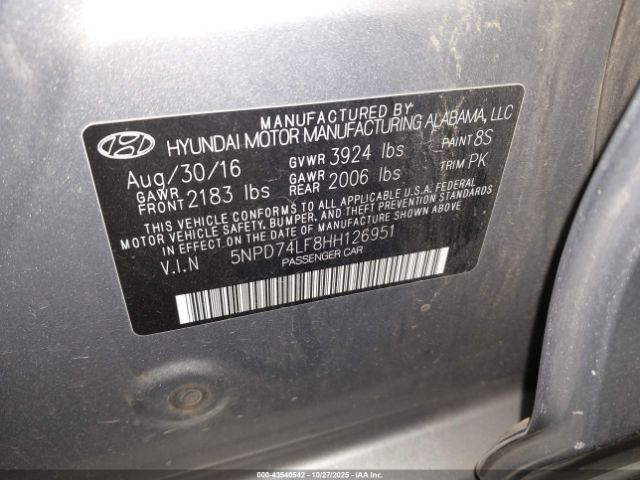 MANUFACTURED BY
HYUNDAI MOTOR MANUFACTURING ALABAMA, LLC
Aug/30/16 GVWR 3924 lbs PAINT 8S
GAWR FRONT 2183 lbs GAWR REAR 2006 lbs TRIM PK
THIS VEHICLE CONFORMS TO ALL APPLICABLE U.S.A. FEDERAL
MOTOR VEHICLE SAFETY, BUMPER, AND THEFT PREVENTION STANDARDS
IN EFFECT ON THE DATE OF MANUFACTURE SHOWN ABOVE.
V.I.N 5NPD74LF8HH126951
PASSENGER CAR
000-43540542 | 10/27/2025 | IAA Inc.